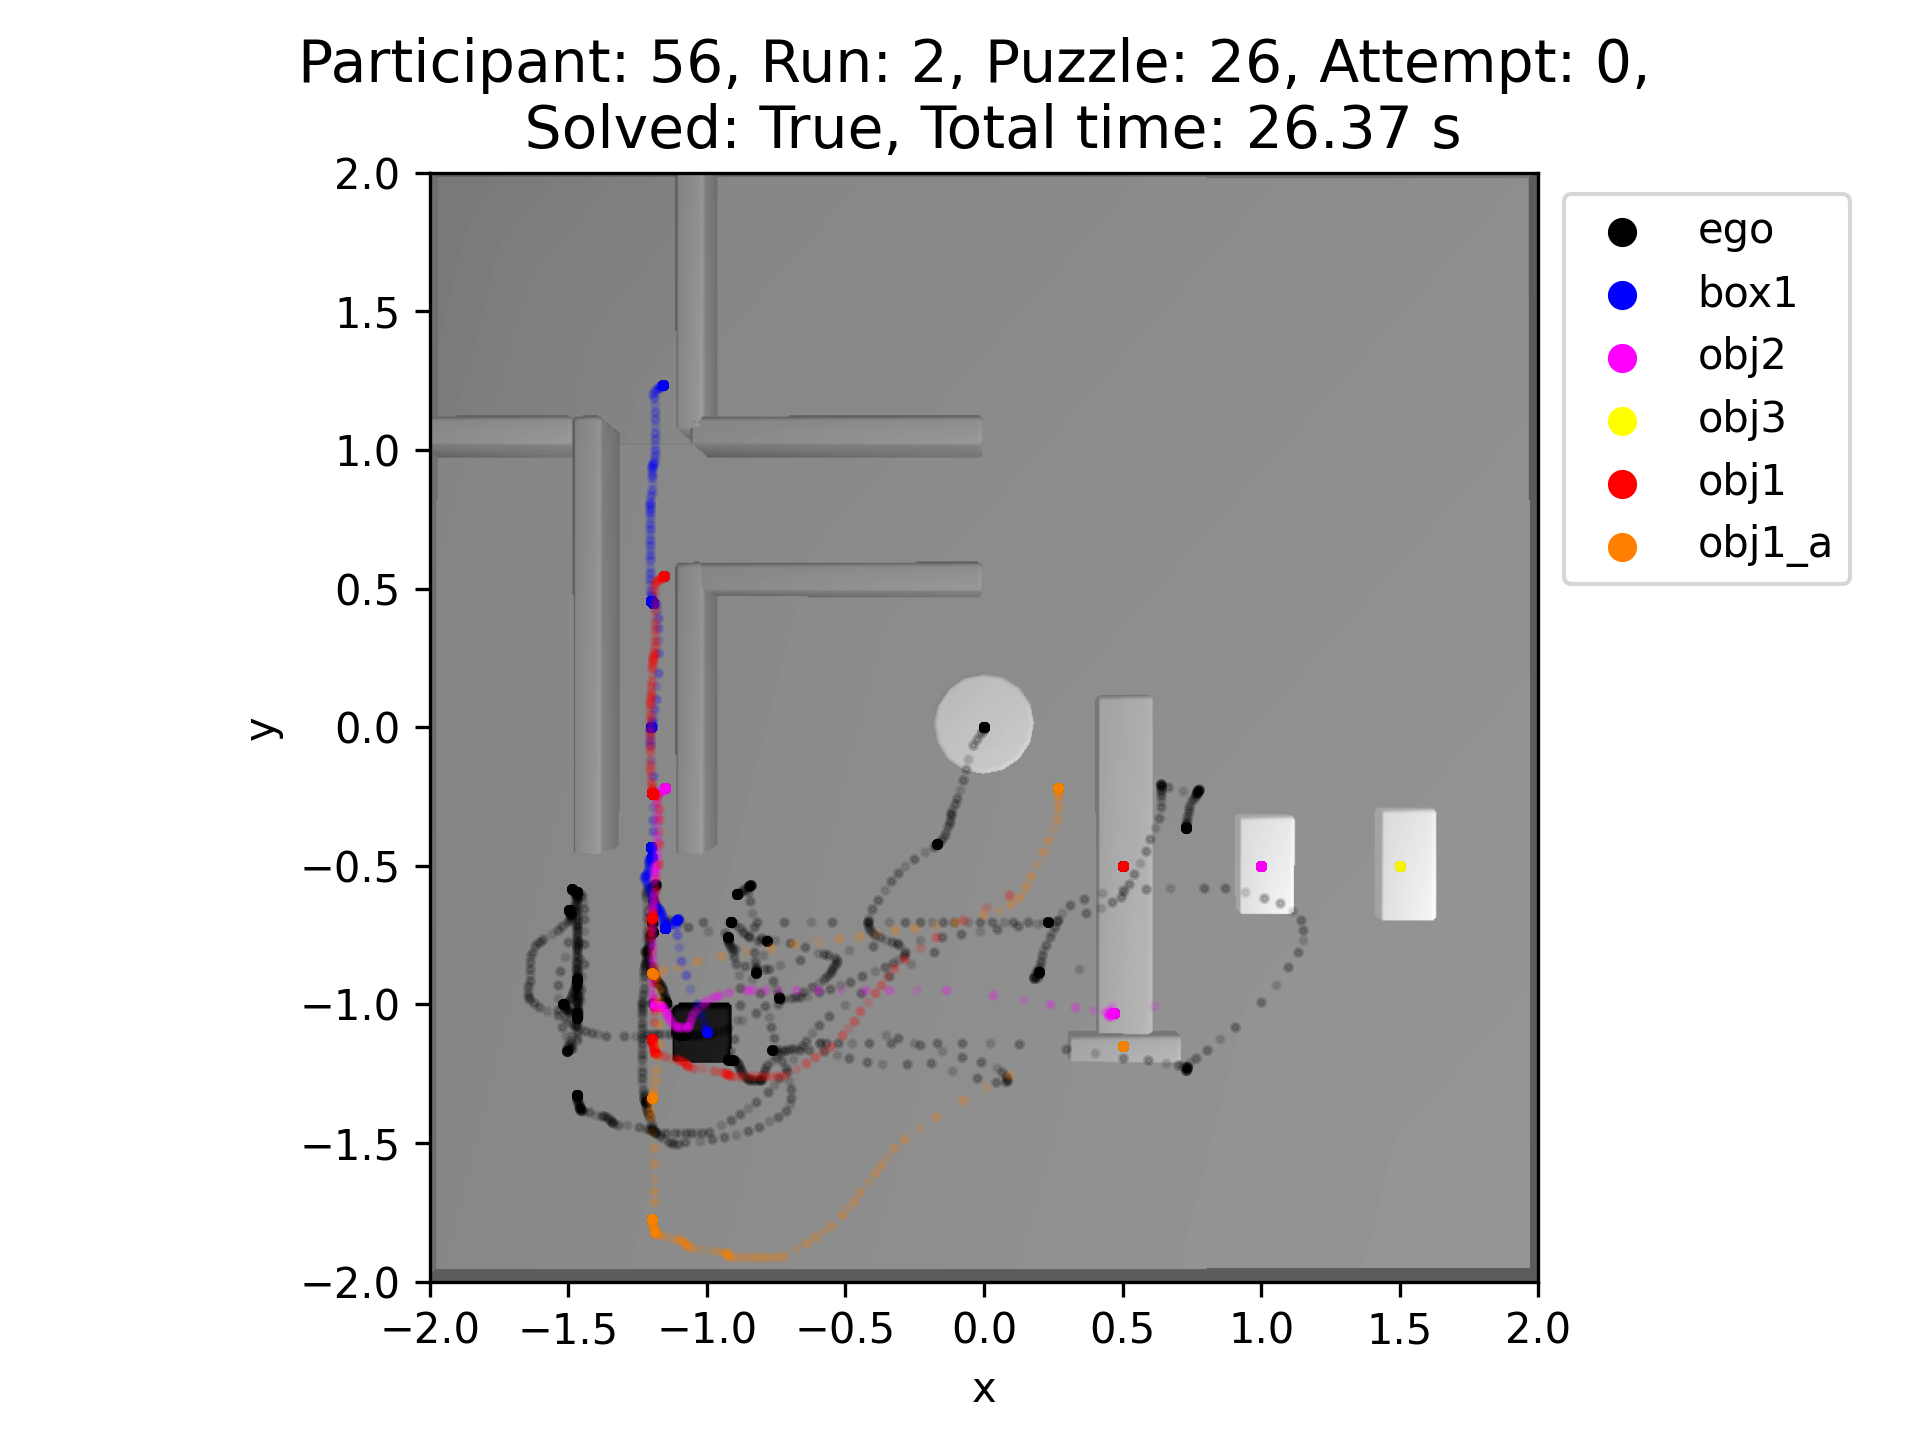 Participant: 56, Run: 2, Puzzle: 26, Attempt: 0,
Solved: True, Total time: 26.37 s
2.0
1.5
1.0
0.5
0.0
−0.5
−1.0
−1.5
−2.0
y
−2.0 −1.5 −1.0 −0.5 0.0 0.5 1.0 1.5 2.0
x
ego
box1
obj2
obj3
obj1
obj1_a